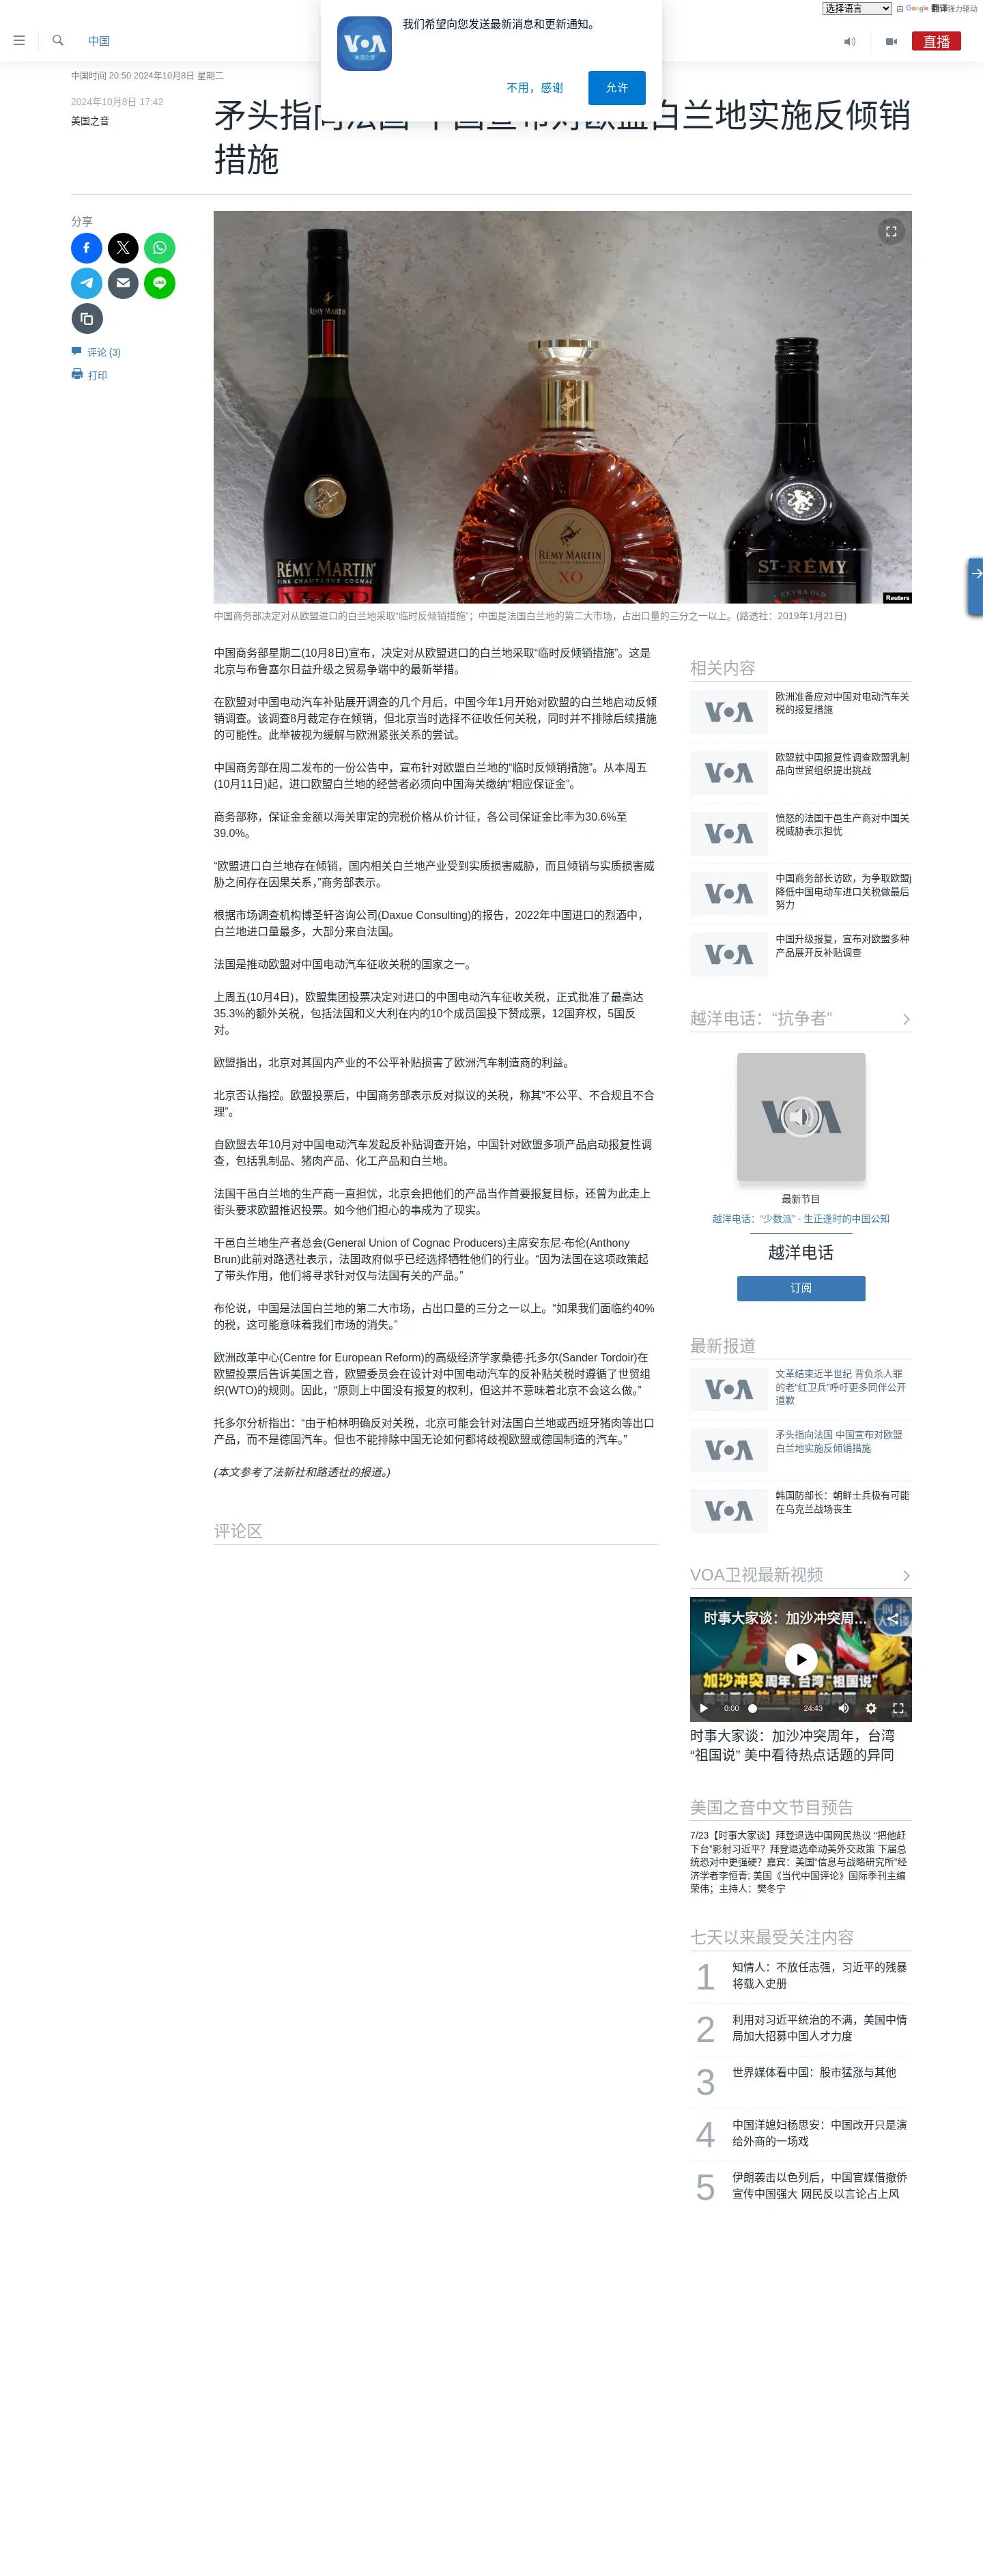 选择语言 由 Google 翻译强力驱动
我们希望向您发送最新消息和更新通知。
VOA
美国之音
不用，感谢 允许
中国
直播
中国时间 20:50 2024年10月8日 星期二
2024年10月8日 17:42
美国之音
矛头指向法国 中国宣布对欧盟白兰地实施反倾销
措施
分享
评论 (3)
打印
RÉMY MARTIN
RÉMY MARTIN
FINE CHAMPAGNE COGNAC
RÉMY MARTIN
XO
ST-RÉMY
EXTRA OLD
Reuters
中国商务部决定对从欧盟进口的白兰地采取“临时反倾销措施”；中国是法国白兰地的第二大市场，占出口量的三分之一以上。(路透社：2019年1月21日)
中国商务部星期二(10月8日)宣布，决定对从欧盟进口的白兰地采取“临时反倾销措施”。这是
北京与布鲁塞尔日益升级之贸易争端中的最新举措。
在欧盟对中国电动汽车补贴展开调查的几个月后，中国今年1月开始对欧盟的白兰地启动反倾
销调查。该调查8月裁定存在倾销，但北京当时选择不征收任何关税，同时并不排除后续措施
的可能性。此举被视为缓解与欧洲紧张关系的尝试。
中国商务部在周二发布的一份公告中，宣布针对欧盟白兰地的“临时反倾销措施”。从本周五
(10月11日)起，进口欧盟白兰地的经营者必须向中国海关缴纳“相应保证金”。
商务部称，保证金金额以海关审定的完税价格从价计征，各公司保证金比率为30.6%至
39.0%。
“欧盟进口白兰地存在倾销，国内相关白兰地产业受到实质损害威胁，而且倾销与实质损害威
胁之间存在因果关系，”商务部表示。
根据市场调查机构博圣轩咨询公司(Daxue Consulting)的报告，2022年中国进口的烈酒中，
白兰地进口量最多，大部分来自法国。
法国是推动欧盟对中国电动汽车征收关税的国家之一。
上周五(10月4日)，欧盟集团投票决定对进口的中国电动汽车征收关税，正式批准了最高达
35.3%的额外关税，包括法国和义大利在内的10个成员国投下赞成票，12国弃权，5国反
对。
欧盟指出，北京对其国内产业的不公平补贴损害了欧洲汽车制造商的利益。
北京否认指控。欧盟投票后，中国商务部表示反对拟议的关税，称其“不公平、不合规且不合
理”。
自欧盟去年10月对中国电动汽车发起反补贴调查开始，中国针对欧盟多项产品启动报复性调
查，包括乳制品、猪肉产品、化工产品和白兰地。
法国干邑白兰地的生产商一直担忧，北京会把他们的产品当作首要报复目标，还曾为此走上
街头要求欧盟推迟投票。如今他们担心的事成为了现实。
干邑白兰地生产者总会(General Union of Cognac Producers)主席安东尼·布伦(Anthony
Brun)此前对路透社表示，法国政府似乎已经选择牺牲他们的行业。“因为法国在这项政策起
了带头作用，他们将寻求针对仅与法国有关的产品。”
布伦说，中国是法国白兰地的第二大市场，占出口量的三分之一以上。“如果我们面临约40%
的税，这可能意味着我们市场的消失。”
欧洲改革中心(Centre for European Reform)的高级经济学家桑德·托多尔(Sander Tordoir)在
欧盟投票后告诉美国之音，欧盟委员会在设计对中国电动汽车的反补贴关税时遵循了世贸组
织(WTO)的规则。因此，“原则上中国没有报复的权利，但这并不意味着北京不会这么做。”
托多尔分析指出：“由于柏林明确反对关税，北京可能会针对法国白兰地或西班牙猪肉等出口
产品，而不是德国汽车。但也不能排除中国无论如何都将歧视欧盟或德国制造的汽车。”
(本文参考了法新社和路透社的报道。)
评论区
相关内容
VOA
欧洲准备应对中国对电动汽车关
税的报复措施
VOA
欧盟就中国报复性调查欧盟乳制
品向世贸组织提出挑战
VOA
愤怒的法国干邑生产商对中国关
税威胁表示担忧
VOA
中国商务部长访欧，为争取欧盟j
降低中国电动车进口关税做最后
努力
VOA
中国升级报复，宣布对欧盟多种
产品展开反补贴调查
越洋电话：“抗争者”
VOA
最新节目
越洋电话：“少数派” - 生正逢时的中国公知
越洋电话
订阅
最新报道
VOA
文革结束近半世纪 背负杀人罪
的老“红卫兵”呼吁更多同伴公开
道歉
VOA
矛头指向法国 中国宣布对欧盟
白兰地实施反倾销措施
VOA
韩国防部长：朝鲜士兵极有可能
在乌克兰战场丧生
VOA卫视最新视频
时事大家谈：加沙冲突周…
加沙冲突周年，台湾“祖国说”
美中看待热点话题的异同
0:00 24:43
时事大家谈：加沙冲突周年，台湾
“祖国说” 美中看待热点话题的异同
美国之音中文节目预告
7/23【时事大家谈】拜登退选中国网民热议 “把他赶
下台”影射习近平？拜登退选牵动美外交政策 下届总
统恐对中更强硬？嘉宾：美国“信息与战略研究所”经
济学者李恒青; 美国《当代中国评论》国际季刊主编
荣伟；主持人：樊冬宁
七天以来最受关注内容
1 知情人：不放任志强，习近平的残暴
将载入史册
2 利用对习近平统治的不满，美国中情
局加大招募中国人才力度
3 世界媒体看中国：股市猛涨与其他
4 中国洋媳妇杨思安：中国改开只是演
给外商的一场戏
5 伊朗袭击以色列后，中国官媒借撤侨
宣传中国强大 网民反以言论占上风